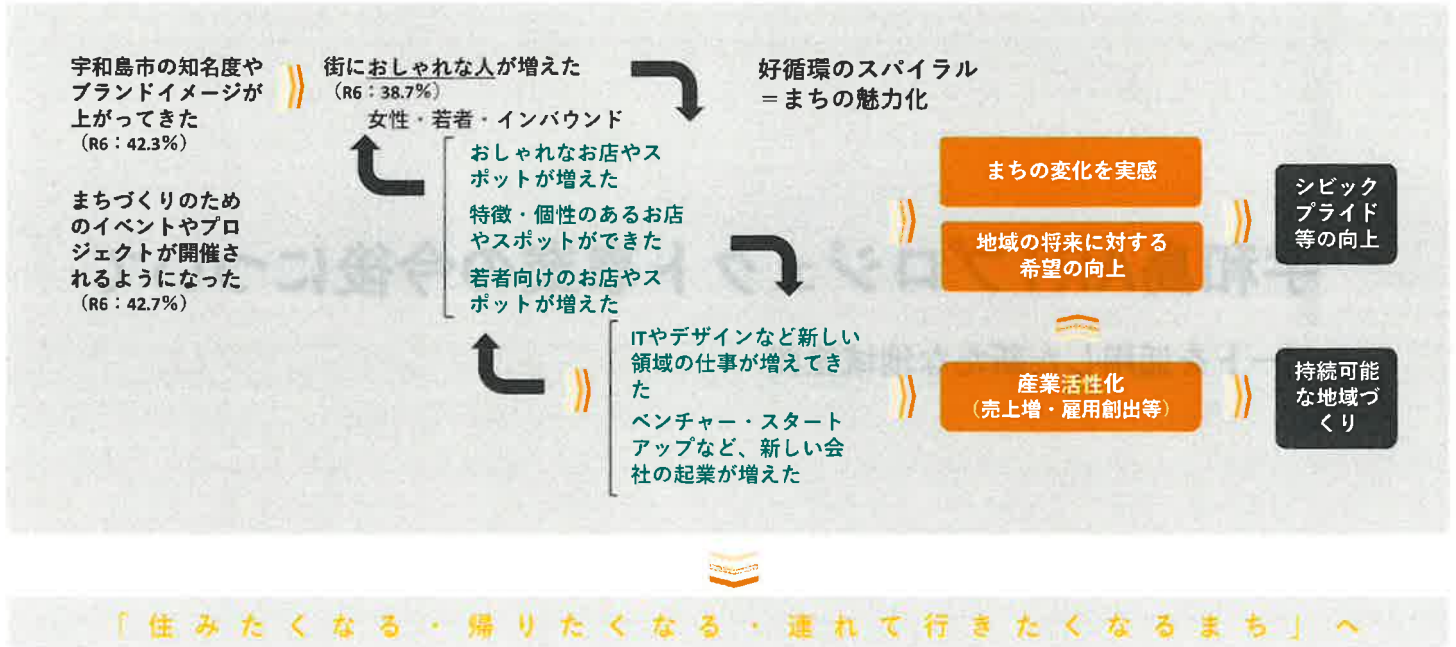 宇和島市の知名度や
ブランドイメージが
上がってきた
（R6：42.3%）
まちづくりのため
のイベントやプロ
ジェクトが開催さ
れるようになった
（R6：42.7%）
街におしゃれな人が増えた
（R6：38.7%）
女性・若者・インバウンド
おしゃれなお店やス
ポットが増えた
特徴・個性のあるお店
やスポットができた
若者向けのお店やス
ポットが増えた
ITやデザインなど新しい
領域の仕事が増えてき
た
ベンチャー・スタート
アップなど、新しい会
社の起業が増えた
好循環のスパイラル
＝まちの魅力化
まちの変化を実感
地域の将来に対する
希望の向上
産業活性化
（売上増・雇用創出等）
シビック
プライド
等の向上
持続可能
な地域づ
くり
「住みたくなる・帰りたくなる・連れて行きたくなるまち」へ